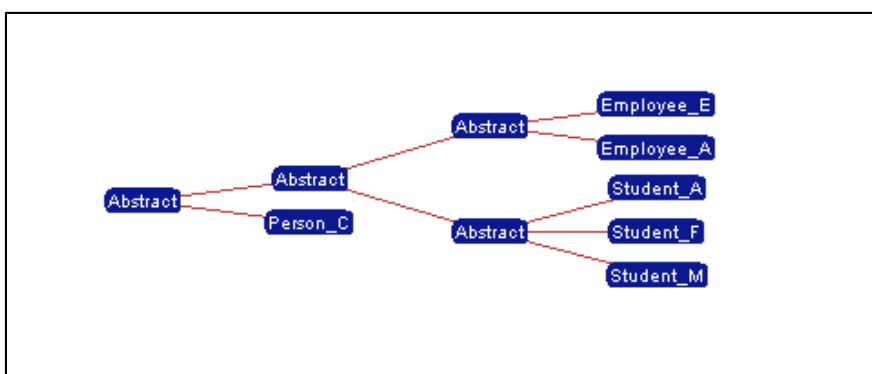 Employee_E
Abstract
Employee_A
Abstract
Student_A
Abstract
Person_C
Abstract
Student_F
Student_M